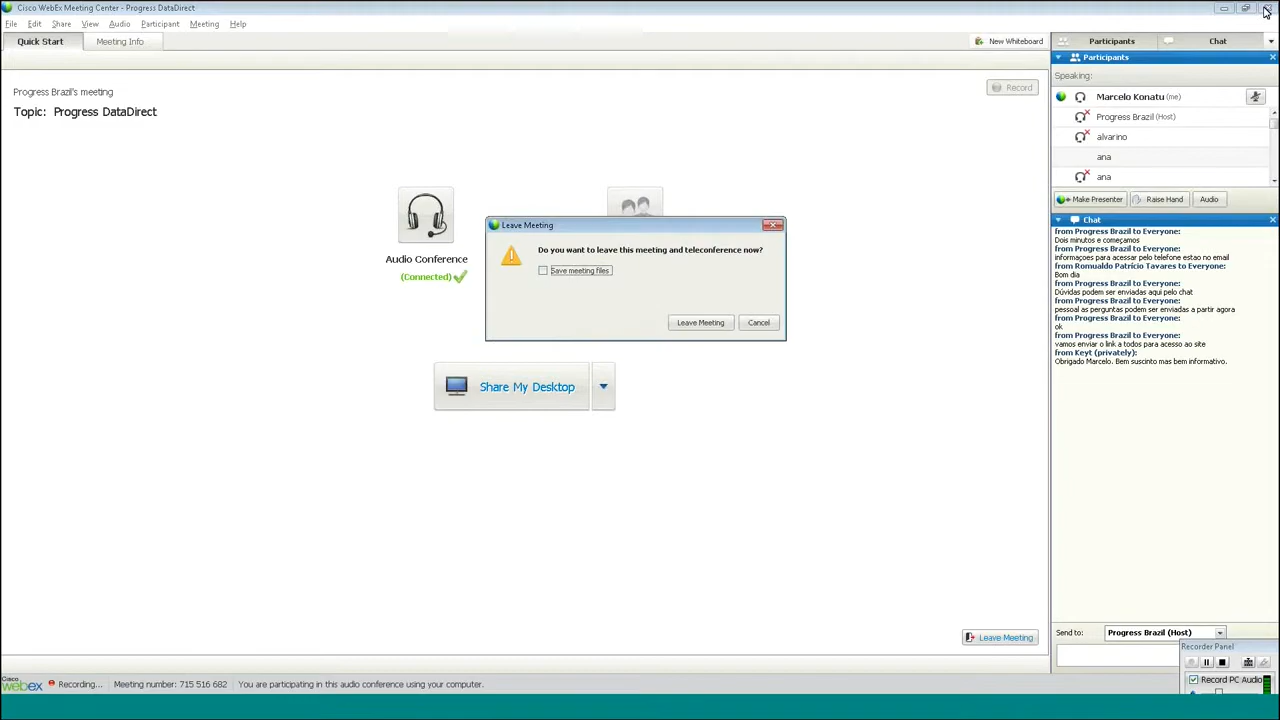 Cisco WebEx Meeting Center - Progress DataDirect
File Edit Share View Audio Participant Meeting Help
Quick Start Meeting Info
New Whiteboard
Progress Brazil's meeting
Topic: Progress DataDirect
Record
Audio Conference
(Connected)
Leave Meeting
Do you want to leave this meeting and teleconference now?
Save meeting files
Leave Meeting Cancel
Share My Desktop
Leave Meeting
Participants Chat
Participants
Speaking:
Marcelo Konatu (me)
Progress Brazil (Host)
alvarino
ana
ana
Make Presenter Raise Hand Audio
Chat
from Progress Brazil to Everyone:
Dois minutos e começamos
from Progress Brazil to Everyone:
informaçoes para acessar pelo telefone estao no email
from Romualdo Patrício Tavares to Everyone:
Bom dia
from Progress Brazil to Everyone:
Dúvidas podem ser enviadas aqui pelo chat
from Progress Brazil to Everyone:
pessoal as perguntas podem ser enviadas a partir agora
from Progress Brazil to Everyone:
ok
from Progress Brazil to Everyone:
vamos enviar o link a todos para acesso ao site
from Keyt (privately):
Obrigado Marcelo. Bem suscinto mas bem informativo.
Send to: Progress Brazil (Host)
Recorder Panel
Record PC Audio
Cisco webex Recording... Meeting number: 715 516 682 You are participating in this audio conference using your computer.